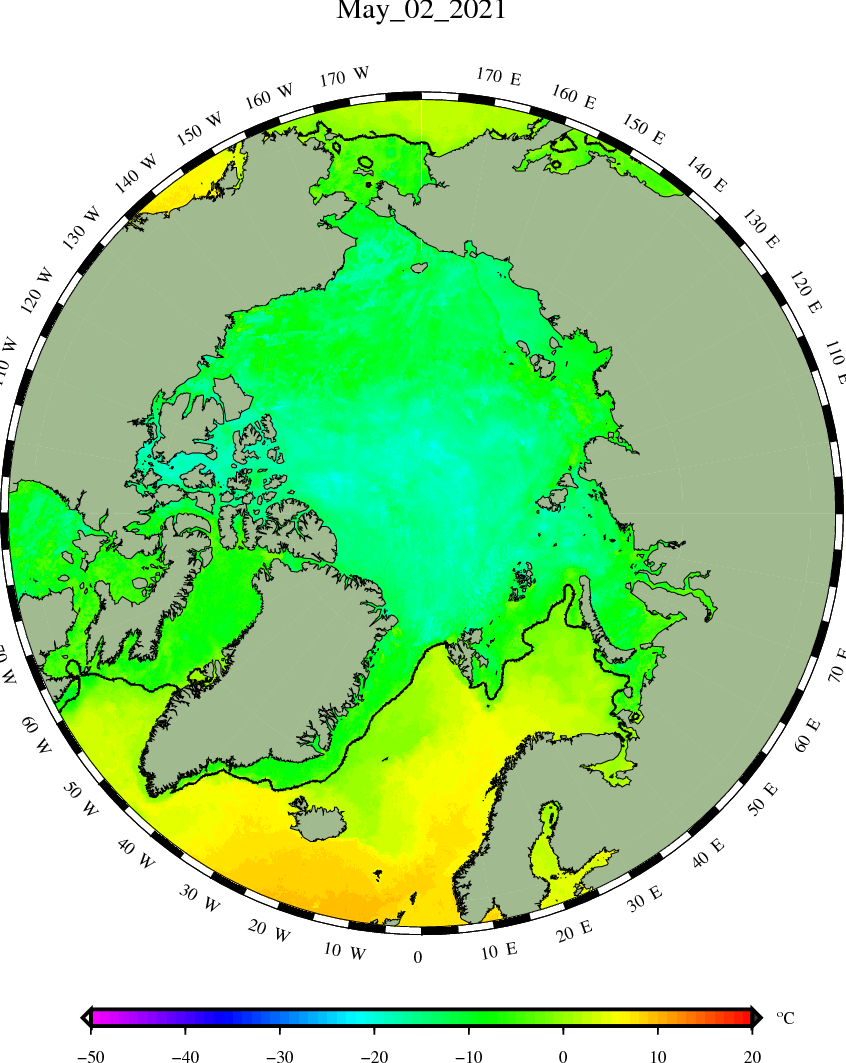 May_02_2021
170 W
170 E
160 W
160 E
150 W
150 E
140 W
140 E
130 W
130 E
120 W
120 E
10 W
110 E
70 W
70 E
60 W
60 E
50 W
50 E
40 W
40 E
30 W
30 E
20 W
20 E
10 W
10 E
0
°C
−50 −40 −30 −20 −10 0 10 20